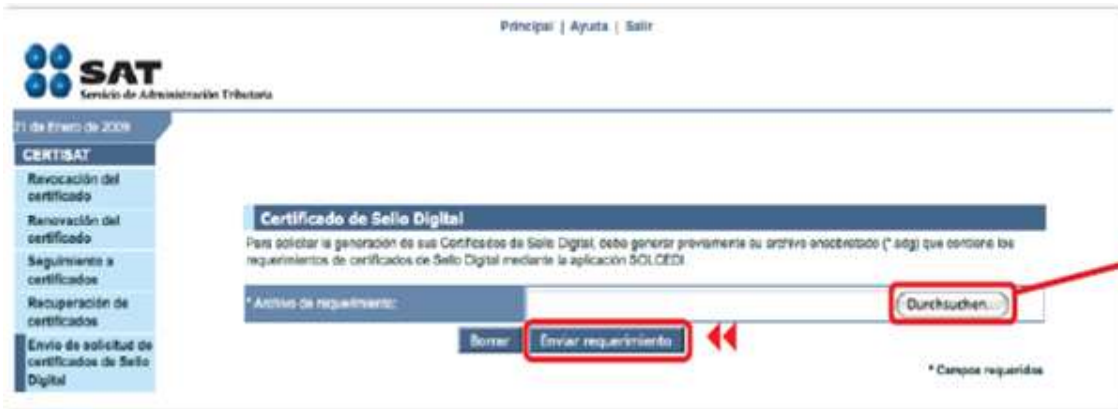 Principal | Ayuda | Salir
SAT
Servicio de Administración Tributaria
21 de Enero de 2009
CERTISAT
Revocación del
certificado
Renovación del
certificado
Seguimiento a
certificados
Recuperación de
certificados
Envío de solicitud de
certificados de Sello
Digital
Certificado de Sello Digital
Para solicitar la generación de sus Certificados de Sello Digital, debe generar previamente su archivo ensobretado (*.sdg) que contiene los
requerimientos de certificados de Sello Digital mediante la aplicación SOLCEDI
* Archivo de requerimiento:
Durchsuchen...
Borrar
Enviar requerimiento
* Campos requeridos